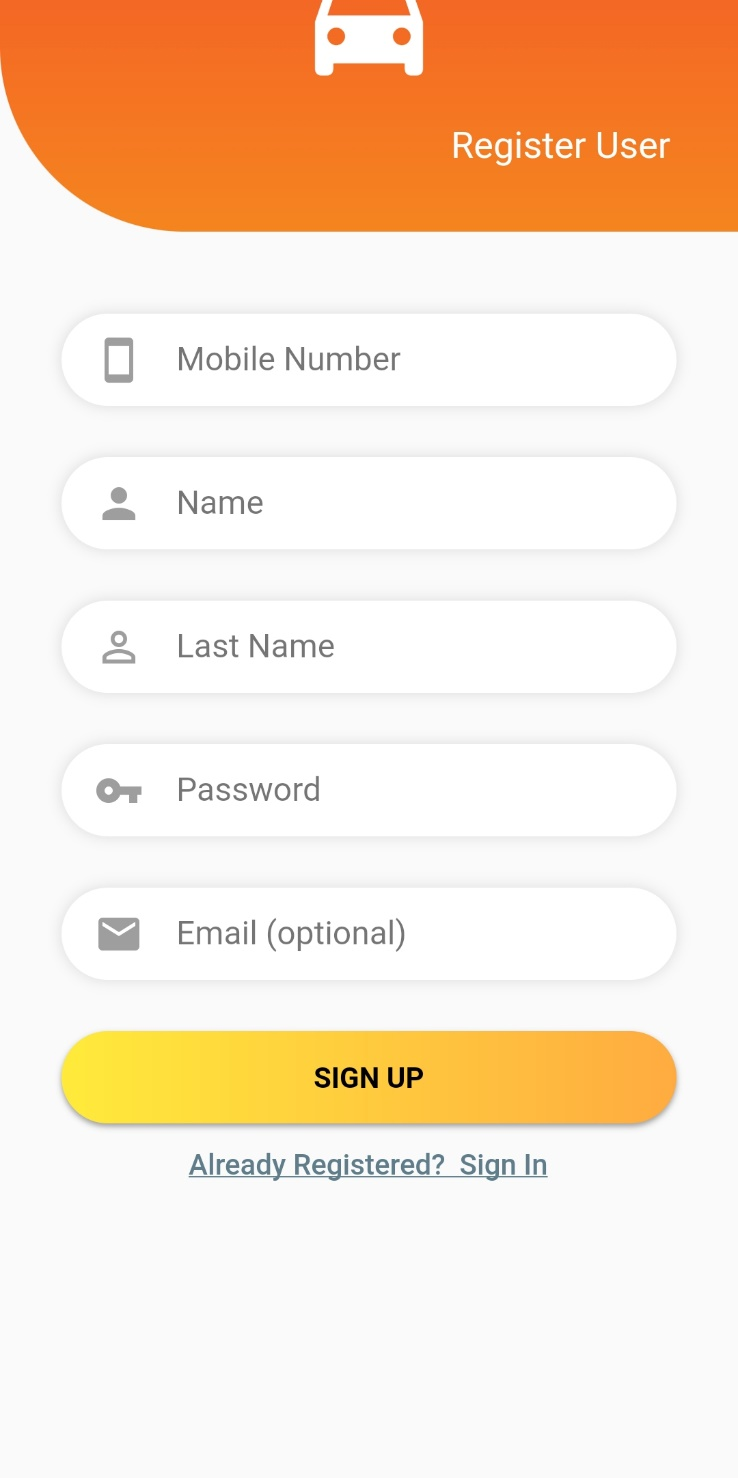 Register User
Mobile Number
Name
Last Name
Password
Email (optional)
SIGN UP
Already Registered?  Sign In